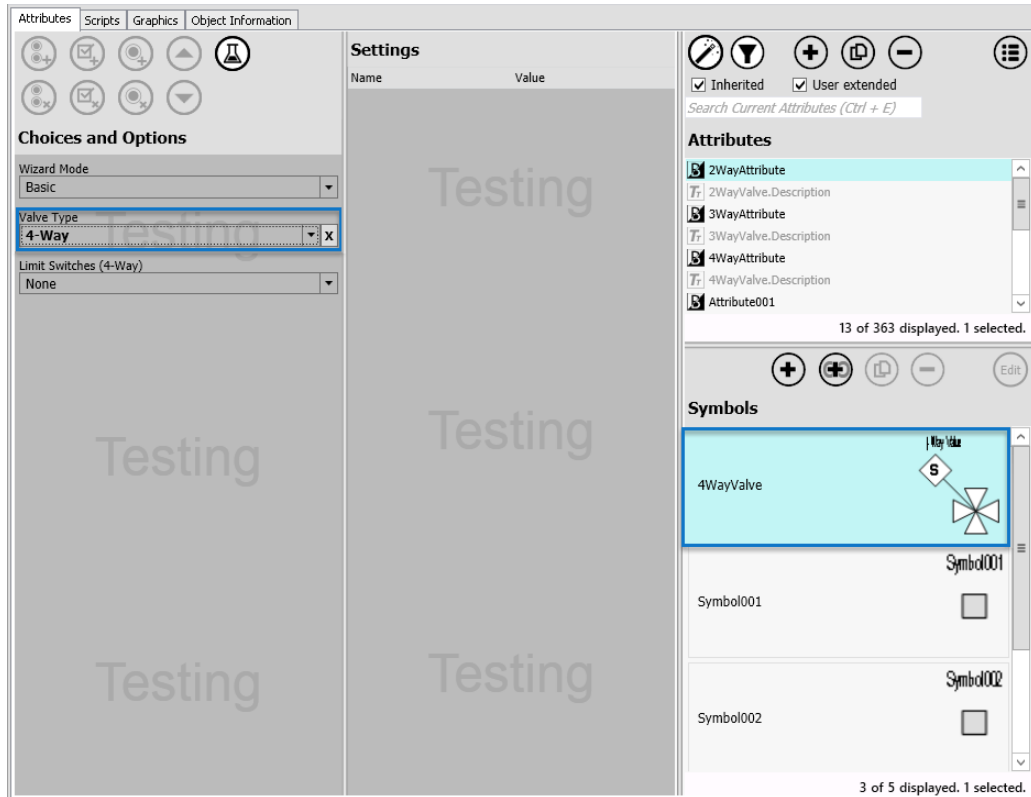 Attributes Scripts Graphics Object Information
Choices and Options
Wizard Mode
Basic
Valve Type
4-Way
x
Limit Switches (4-Way)
None
Testing
Testing
Testing
Settings
Name Value
Testing
Testing
Testing
Inherited User extended
Search Current Attributes (Ctrl + E)
Attributes
2WayAttribute
2WayValve.Description
3WayAttribute
3WayValve.Description
4WayAttribute
4WayValve.Description
Attribute001
13 of 363 displayed. 1 selected.
Edit
Symbols
4WayValve
S
Symbol001
Symbol001
Symbol002
Symbol002
3 of 5 displayed. 1 selected.